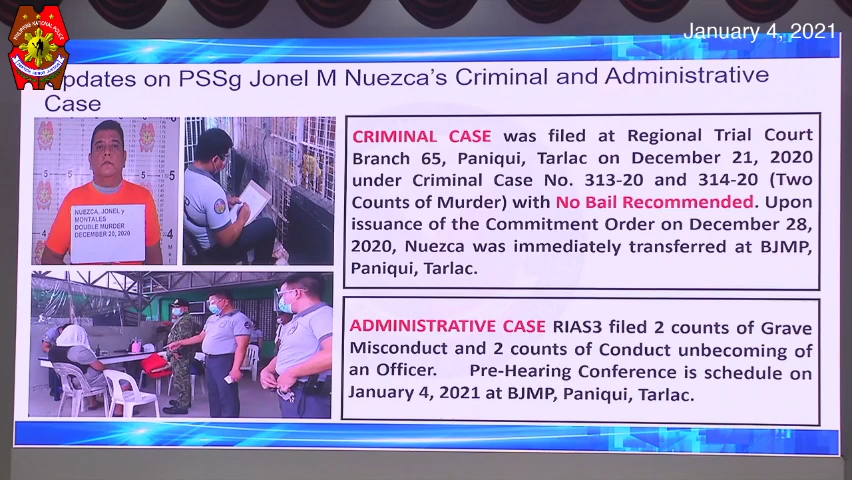 January 4, 2021
Updates on PSSg Jonel M Nuezca's Criminal and Administrative
Case
NUEZCA, JONEL y
MONTALES
DOUBLE MURDER
DECEMBER 20, 2020
5
5
4
CRIMINAL CASE was filed at Regional Trial Court
Branch 65, Paniqui, Tarlac on December 21, 2020
under Criminal Case No. 313-20 and 314-20 (Two
Counts of Murder) with No Bail Recommended. Upon
issuance of the Commitment Order on December 28,
2020, Nuezca was immediately transferred at BJMP,
Paniqui, Tarlac.
ADMINISTRATIVE CASE RIAS3 filed 2 counts of Grave
Misconduct and 2 counts of Conduct unbecoming of
an Officer. Pre-Hearing Conference is schedule on
January 4, 2021 at BJMP, Paniqui, Tarlac.